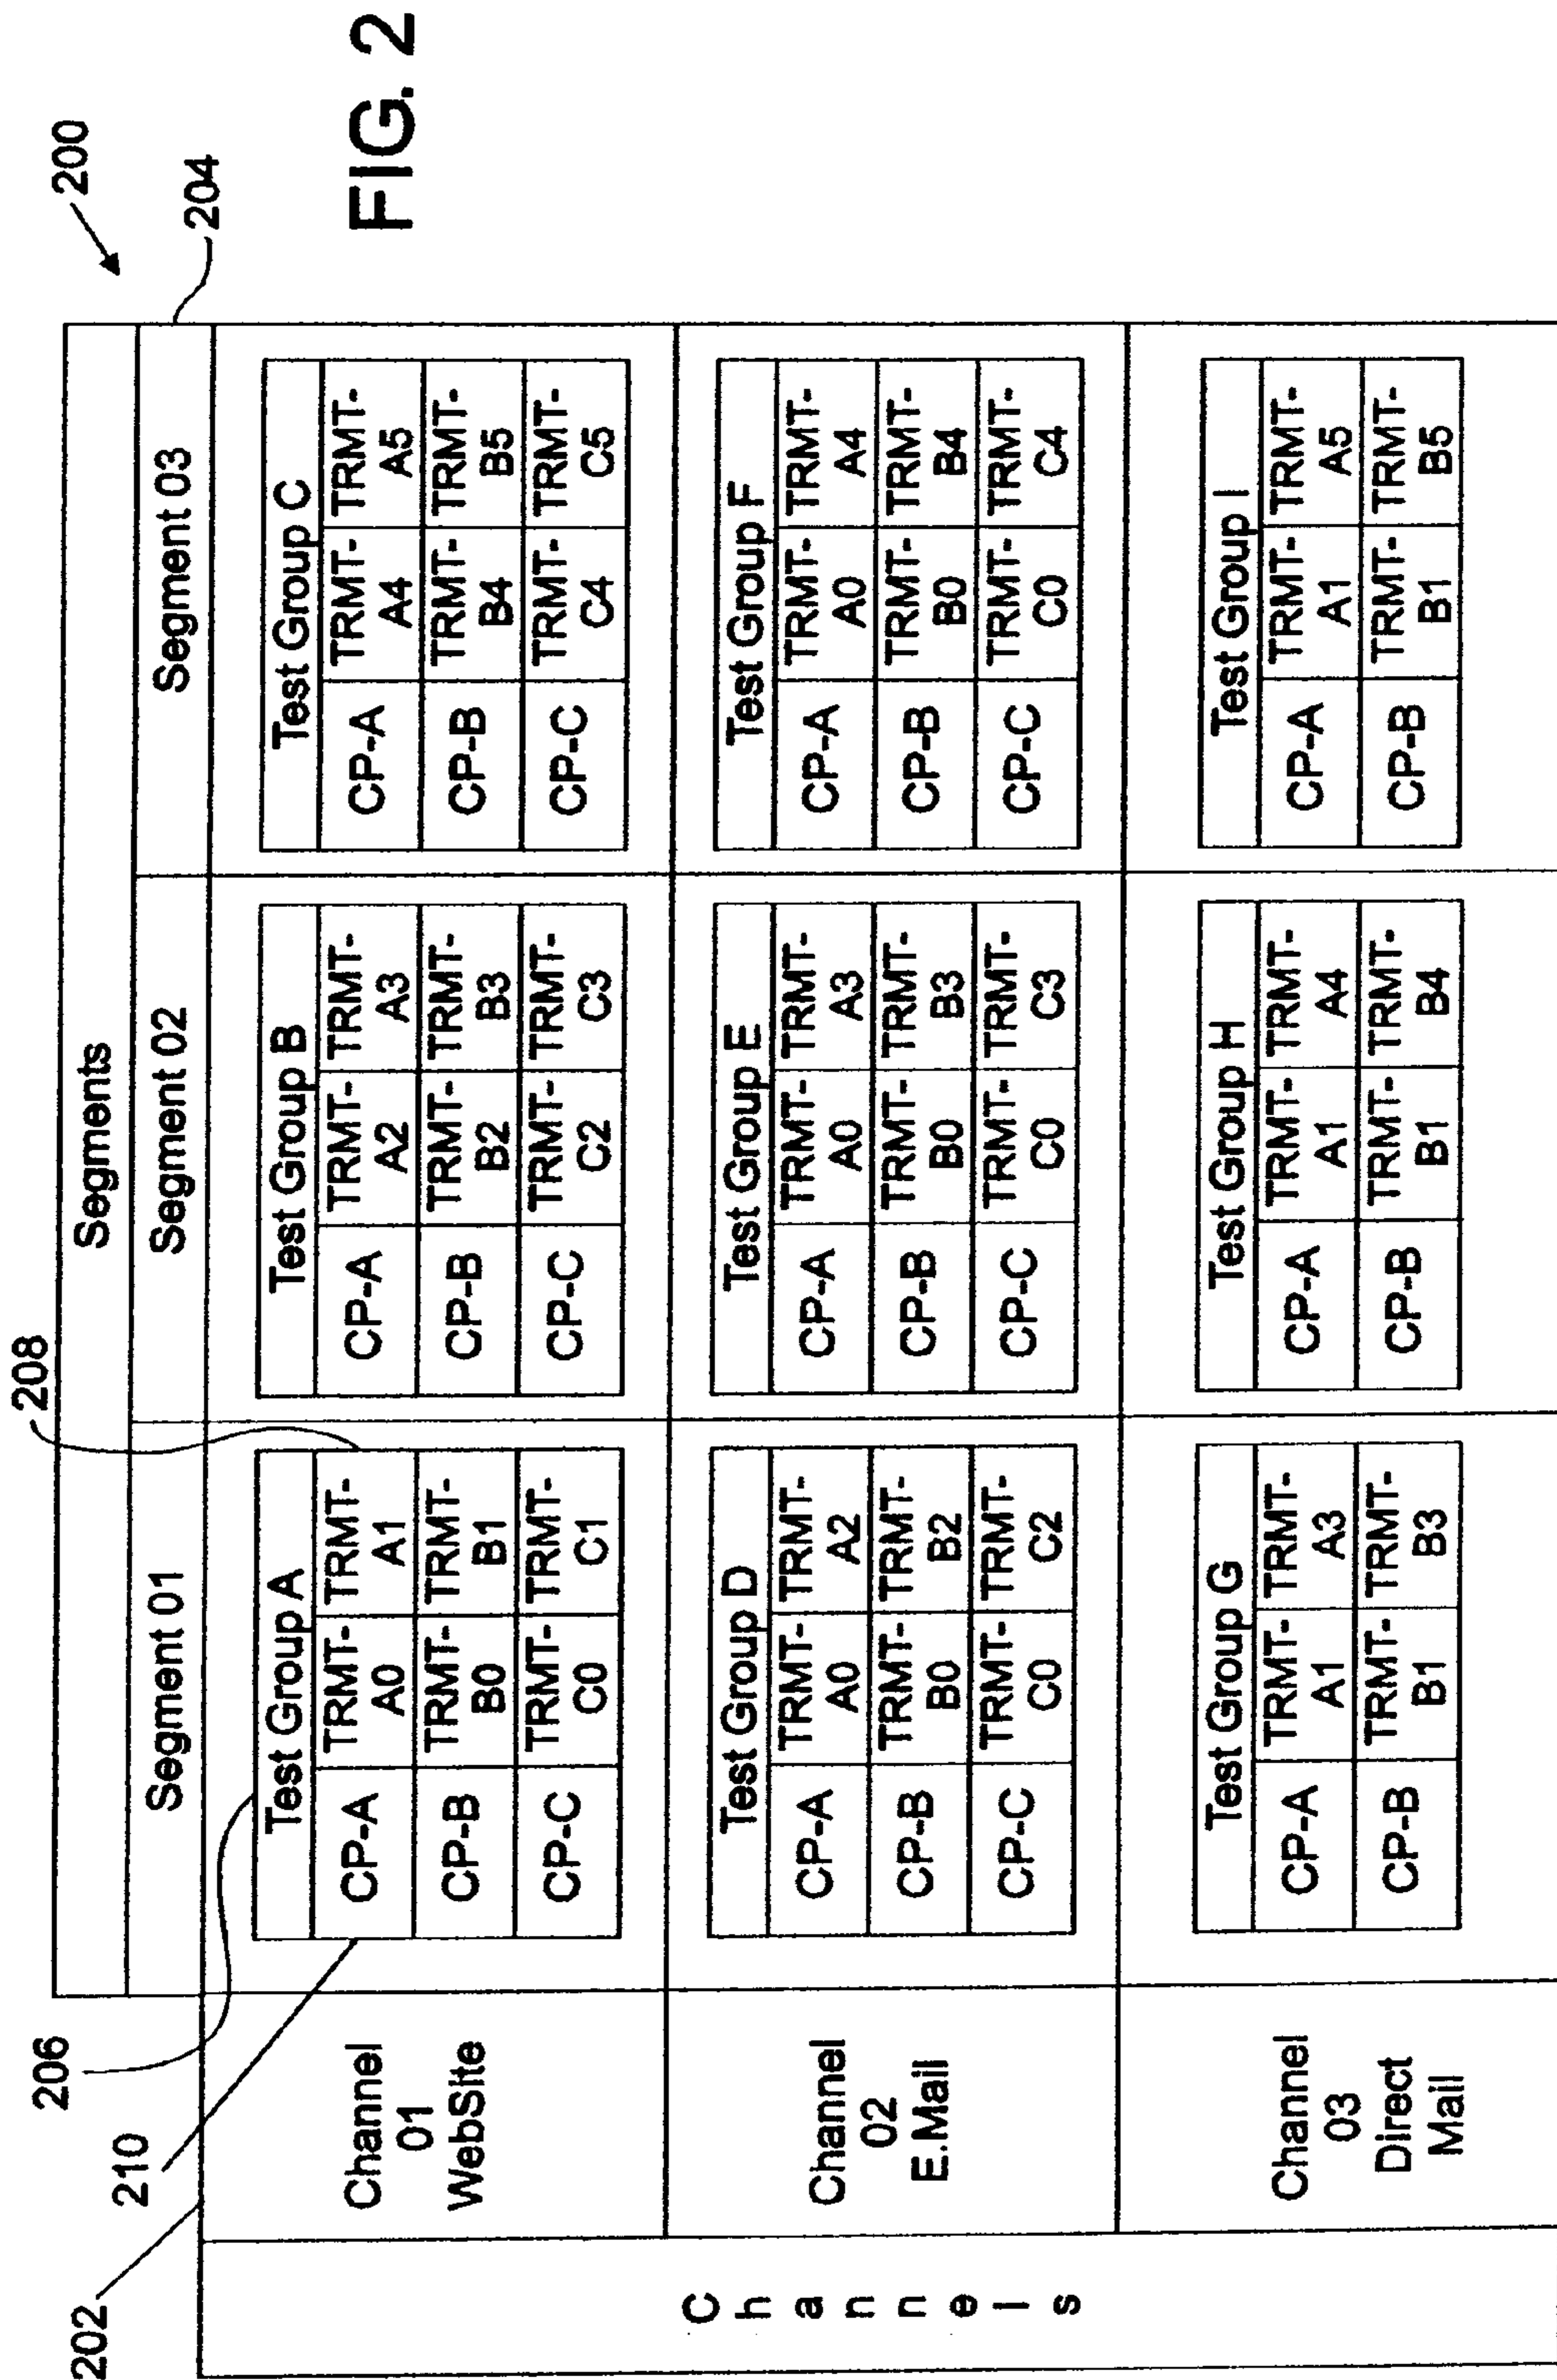 FIG. 2
200
204
208
206
210
202
Segments
Segment 01
Segment 02
Segment 03
Channels
Channel
01
WebSite
Test Group A
CP-A TRMT-A0 TRMT-A1
CP-B TRMT-B0 TRMT-B1
CP-C TRMT-C0 TRMT-C1
Test Group B
CP-A TRMT-A2 TRMT-A3
CP-B TRMT-B2 TRMT-B3
CP-C TRMT-C2 TRMT-C3
Test Group C
CP-A TRMT-A4 TRMT-A5
CP-B TRMT-B4 TRMT-B5
CP-C TRMT-C4 TRMT-C5
Channel
02
E.Mail
Test Group D
CP-A TRMT-A0 TRMT-A2
CP-B TRMT-B0 TRMT-B2
CP-C TRMT-C0 TRMT-C2
Test Group E
CP-A TRMT-A0 TRMT-A3
CP-B TRMT-B0 TRMT-B3
CP-C TRMT-C0 TRMT-C3
Test Group F
CP-A TRMT-A0 TRMT-A4
CP-B TRMT-B0 TRMT-B4
CP-C TRMT-C0 TRMT-C4
Channel
03
Direct
Mail
Test Group G
CP-A TRMT-A1 TRMT-A3
CP-B TRMT-B1 TRMT-B3
Test Group H
CP-A TRMT-A1 TRMT-A4
CP-B TRMT-B1 TRMT-B4
Test Group I
CP-A TRMT-A1 TRMT-A5
CP-B TRMT-B1 TRMT-B5